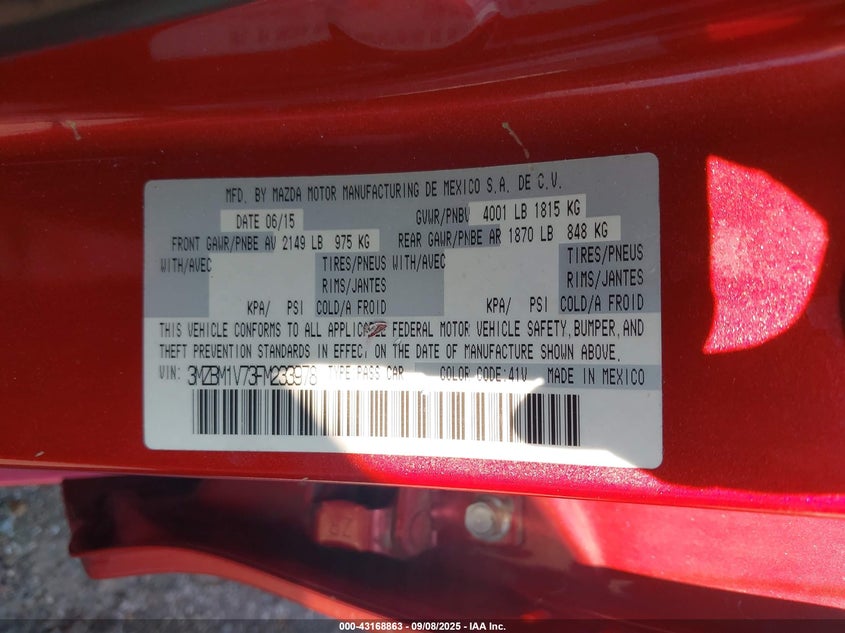 MFD. BY MAZDA MOTOR MANUFACTURING DE MEXICO S.A. DE C.V.
DATE 06/15 GVWR/PNBV 4001 LB 1815 KG
FRONT GAWR/PNBE AV 2149 LB 975 KG REAR GAWR/PNBE AR 1870 LB 848 KG
WITH/AVEC TIRES/PNEUS WITH/AVEC TIRES/PNEUS
RIMS/JANTES RIMS/JANTES
KPA/ PSI COLD/A FROID KPA/ PSI COLD/A FROID
THIS VEHICLE CONFORMS TO ALL APPLICABLE FEDERAL MOTOR VEHICLE SAFETY, BUMPER, AND
THEFT PREVENTION STANDARDS IN EFFECT ON THE DATE OF MANUFACTURE SHOWN ABOVE.
VIN: 3MZBM1V73FM233978 TYPE PASS CAR COLOR CODE:41V MADE IN MEXICO
000-43168863 | 09/08/2025 - IAA Inc.